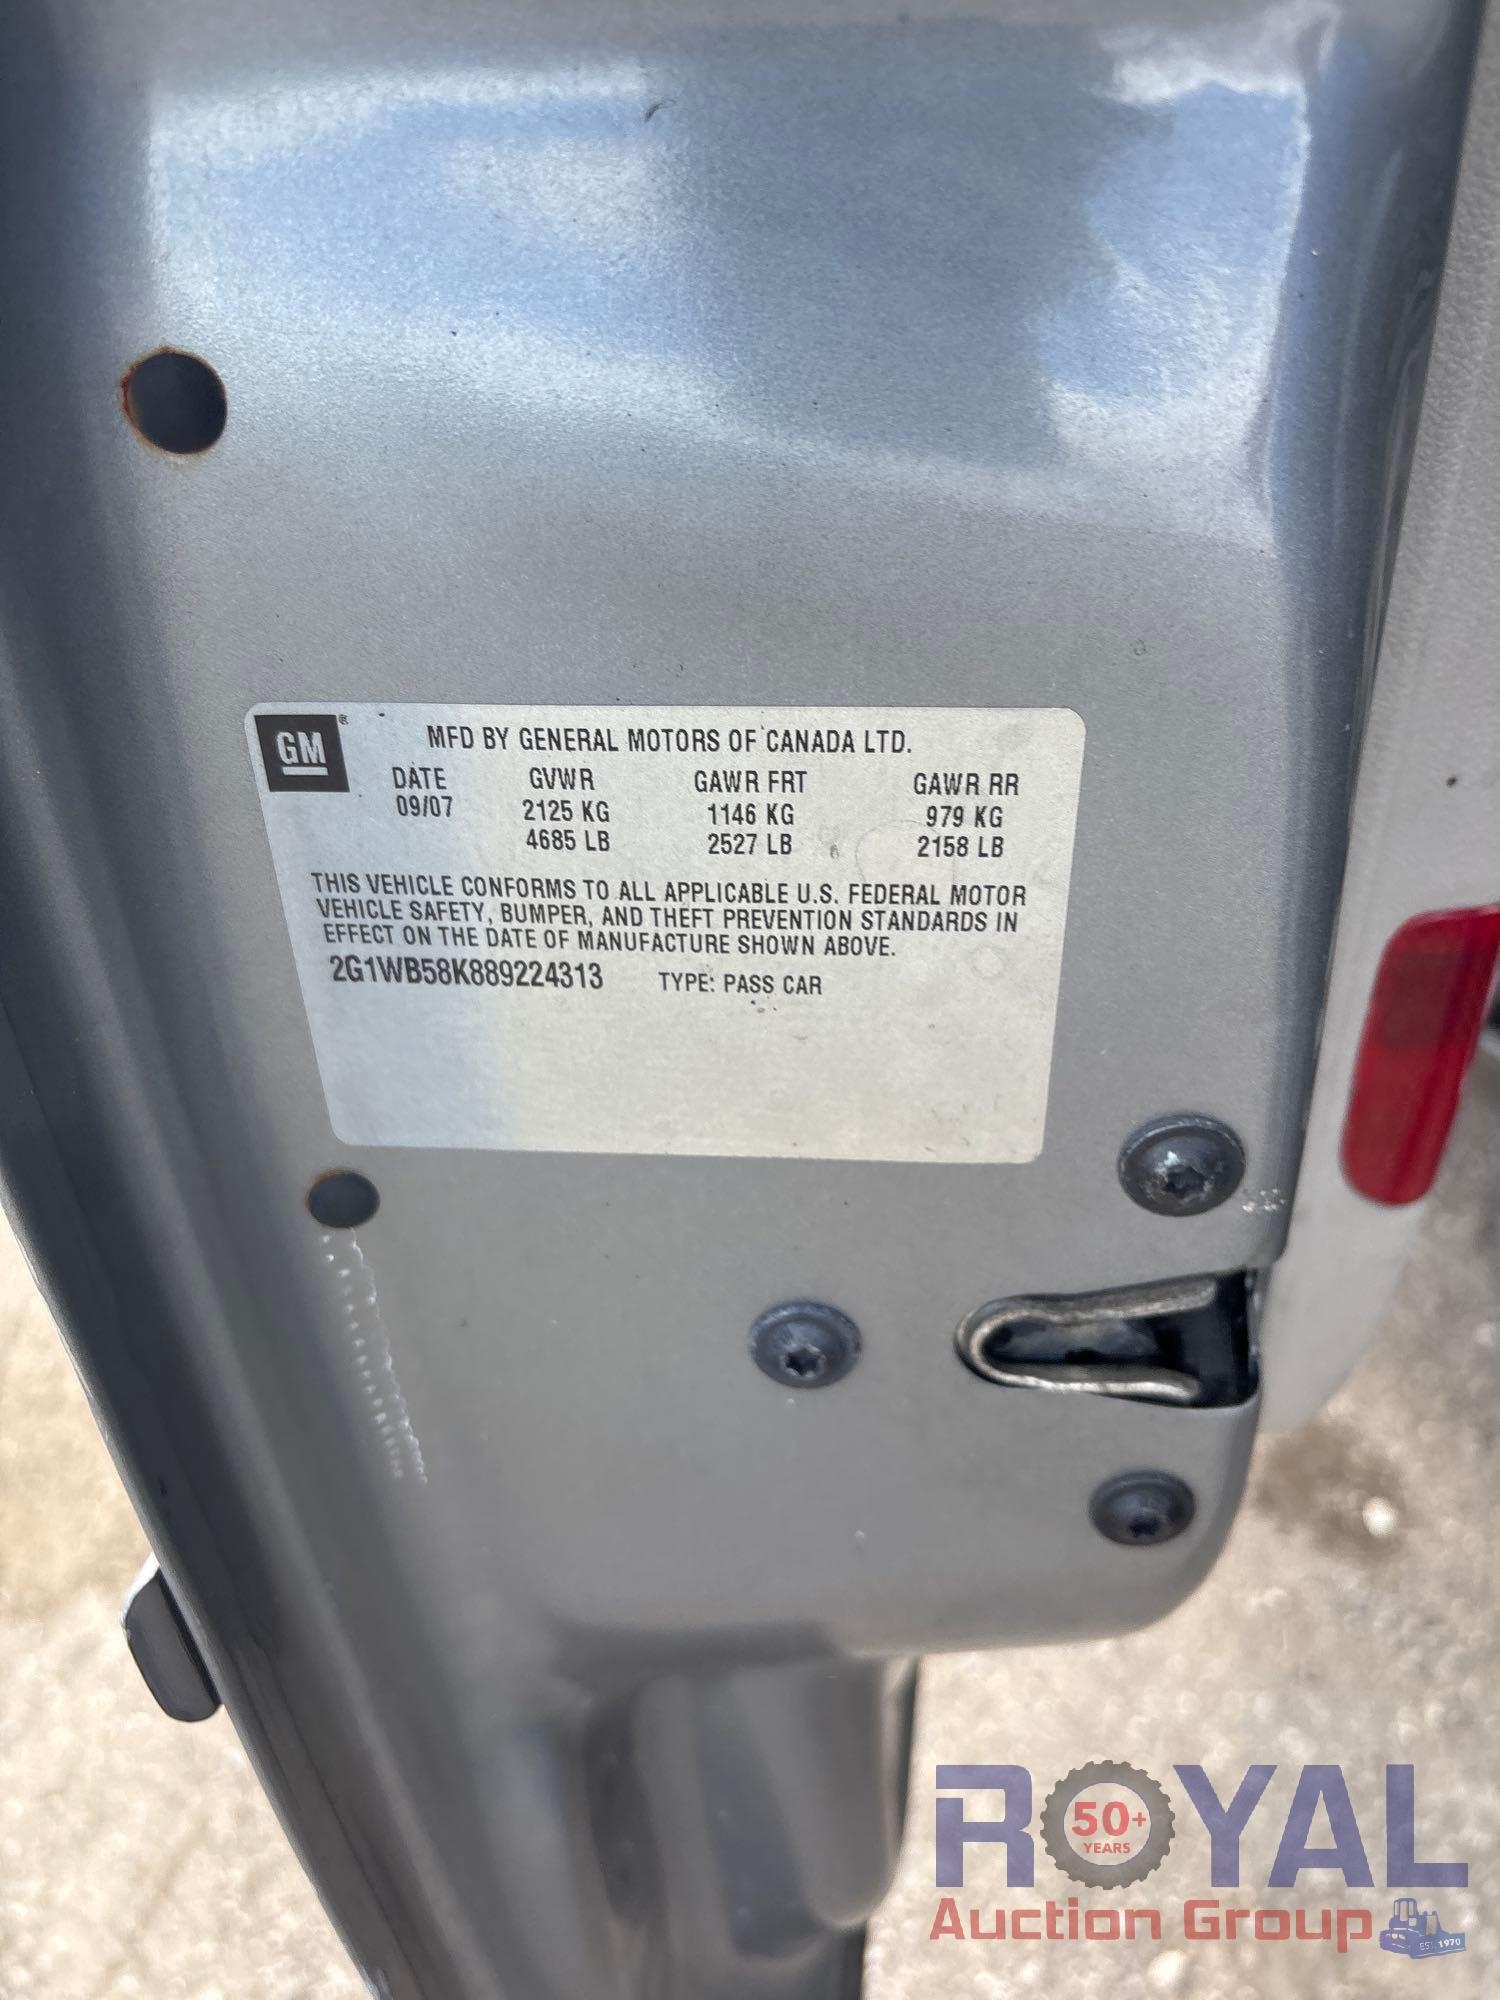 GM®
MFD BY GENERAL MOTORS OF CANADA LTD.
DATE GVWR GAWR FRT GAWR RR
09/07 2125 KG 1146 KG 979 KG
4685 LB 2527 LB 2158 LB
THIS VEHICLE CONFORMS TO ALL APPLICABLE U.S. FEDERAL MOTOR
VEHICLE SAFETY, BUMPER, AND THEFT PREVENTION STANDARDS IN
EFFECT ON THE DATE OF MANUFACTURE SHOWN ABOVE.
2G1WB58K889224313 TYPE: PASS CAR
ROYAL
50+
YEARS
Auction Group
EST. 1970